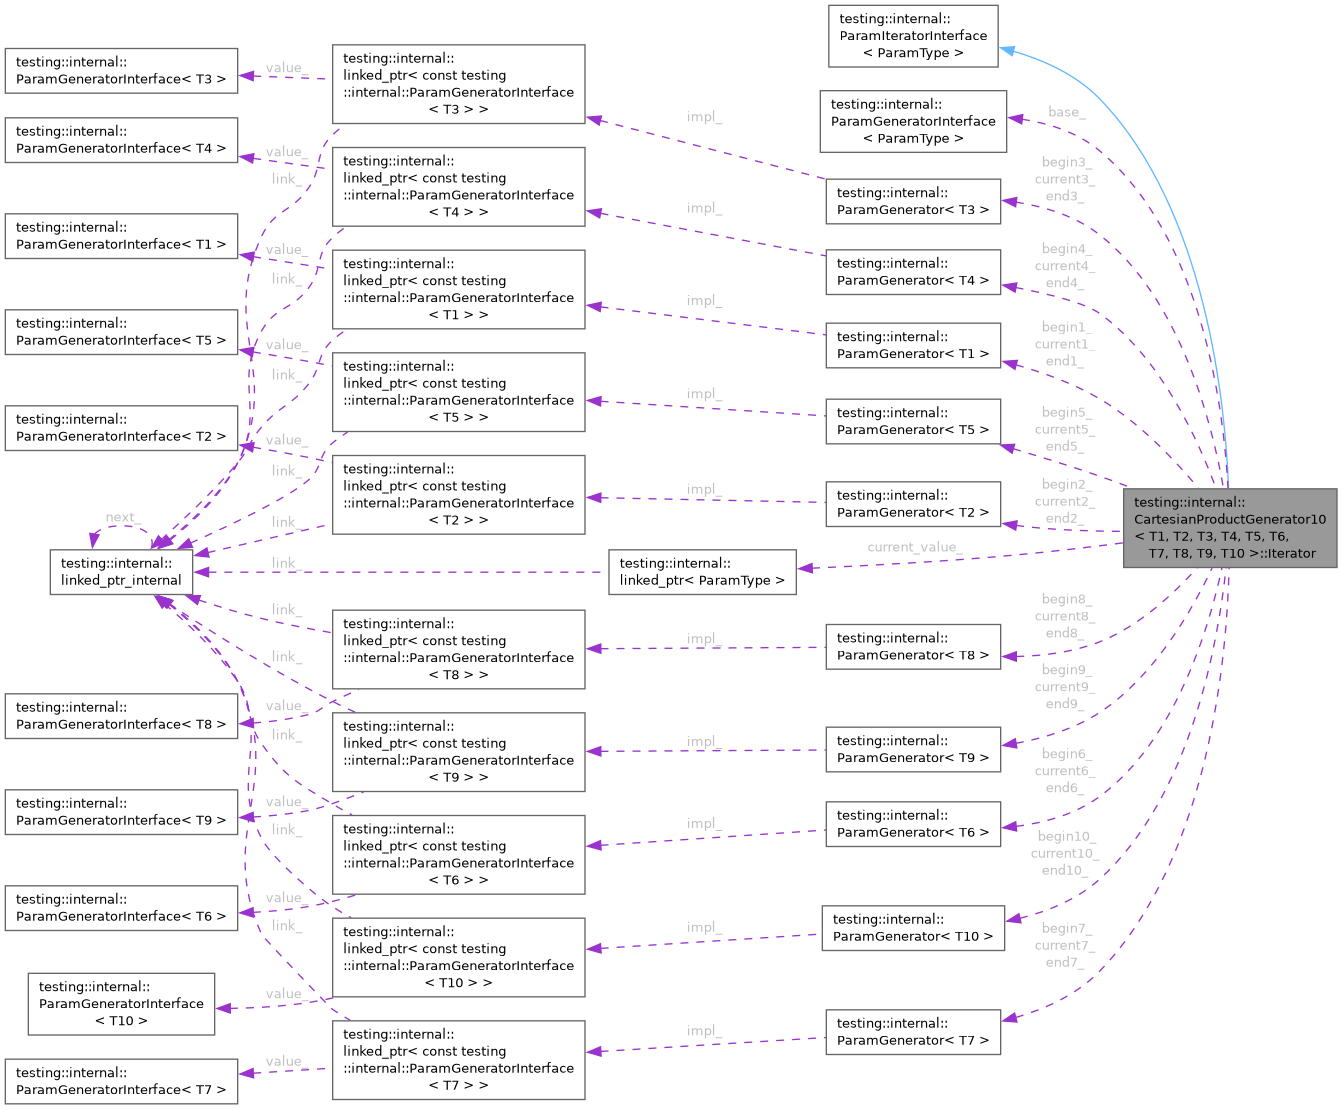 testing::internal::
ParamGeneratorInterface< T3 >
testing::internal::
ParamGeneratorInterface< T4 >
testing::internal::
ParamGeneratorInterface< T1 >
testing::internal::
ParamGeneratorInterface< T5 >
testing::internal::
ParamGeneratorInterface< T2 >
next_
testing::internal::
linked_ptr_internal
testing::internal::
ParamGeneratorInterface< T8 >
testing::internal::
ParamGeneratorInterface< T9 >
testing::internal::
ParamGeneratorInterface< T6 >
testing::internal::
ParamGeneratorInterface
< T10 >
testing::internal::
ParamGeneratorInterface< T7 >
value_
value_
link_
value_
link_
value_
link_
value_
link_
link_
link_
link_
link_
value_
link_
value_
link_
value_
link_
value_
value_
testing::internal::
linked_ptr< const testing
::internal::ParamGeneratorInterface
< T3 > >
testing::internal::
linked_ptr< const testing
::internal::ParamGeneratorInterface
< T4 > >
testing::internal::
linked_ptr< const testing
::internal::ParamGeneratorInterface
< T1 > >
testing::internal::
linked_ptr< const testing
::internal::ParamGeneratorInterface
< T5 > >
testing::internal::
linked_ptr< const testing
::internal::ParamGeneratorInterface
< T2 > >
testing::internal::
linked_ptr< ParamType >
testing::internal::
linked_ptr< const testing
::internal::ParamGeneratorInterface
< T8 > >
testing::internal::
linked_ptr< const testing
::internal::ParamGeneratorInterface
< T9 > >
testing::internal::
linked_ptr< const testing
::internal::ParamGeneratorInterface
< T6 > >
testing::internal::
linked_ptr< const testing
::internal::ParamGeneratorInterface
< T10 > >
testing::internal::
linked_ptr< const testing
::internal::ParamGeneratorInterface
< T7 > >
impl_
impl_
impl_
impl_
impl_
impl_
impl_
impl_
impl_
impl_
testing::internal::
ParamIteratorInterface
< ParamType >
testing::internal::
ParamGeneratorInterface
< ParamType >
testing::internal::
ParamGenerator< T3 >
testing::internal::
ParamGenerator< T4 >
testing::internal::
ParamGenerator< T1 >
testing::internal::
ParamGenerator< T5 >
testing::internal::
ParamGenerator< T2 >
testing::internal::
ParamGenerator< T8 >
testing::internal::
ParamGenerator< T9 >
testing::internal::
ParamGenerator< T6 >
testing::internal::
ParamGenerator< T10 >
testing::internal::
ParamGenerator< T7 >
base_
begin3_
current3_
end3_
begin4_
current4_
end4_
begin1_
current1_
end1_
begin5_
current5_
end5_
begin2_
current2_
end2_
current_value_
begin8_
current8_
end8_
begin9_
current9_
end9_
begin6_
current6_
end6_
begin10_
current10_
end10_
begin7_
current7_
end7_
testing::internal::
CartesianProductGenerator10
< T1, T2, T3, T4, T5, T6,
T7, T8, T9, T10 >::Iterator